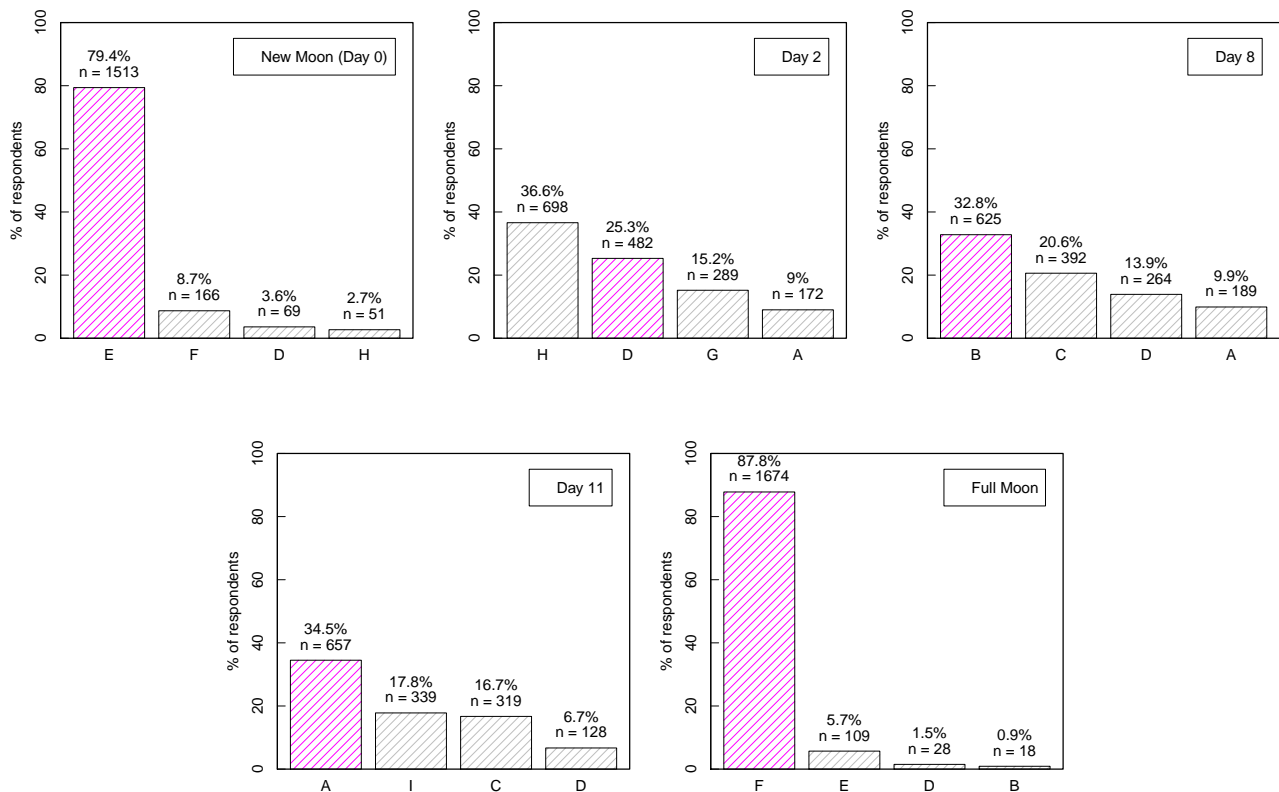 % of respondents
0
20
40
60
80
100
New Moon (Day 0)
79.4%
n = 1513
8.7%
n = 166
3.6%
n = 69
2.7%
n = 51
E F D H
% of respondents
0
20
40
60
80
100
Day 2
36.6%
n = 698
25.3%
n = 482
15.2%
n = 289
9%
n = 172
H D G A
% of respondents
0
20
40
60
80
100
Day 8
32.8%
n = 625
20.6%
n = 392
13.9%
n = 264
9.9%
n = 189
B C D A
% of respondents
0
20
40
60
80
100
Day 11
34.5%
n = 657
17.8%
n = 339
16.7%
n = 319
6.7%
n = 128
A I C D
% of respondents
0
20
40
60
80
100
Full Moon
87.8%
n = 1674
5.7%
n = 109
1.5%
n = 28
0.9%
n = 18
F E D B